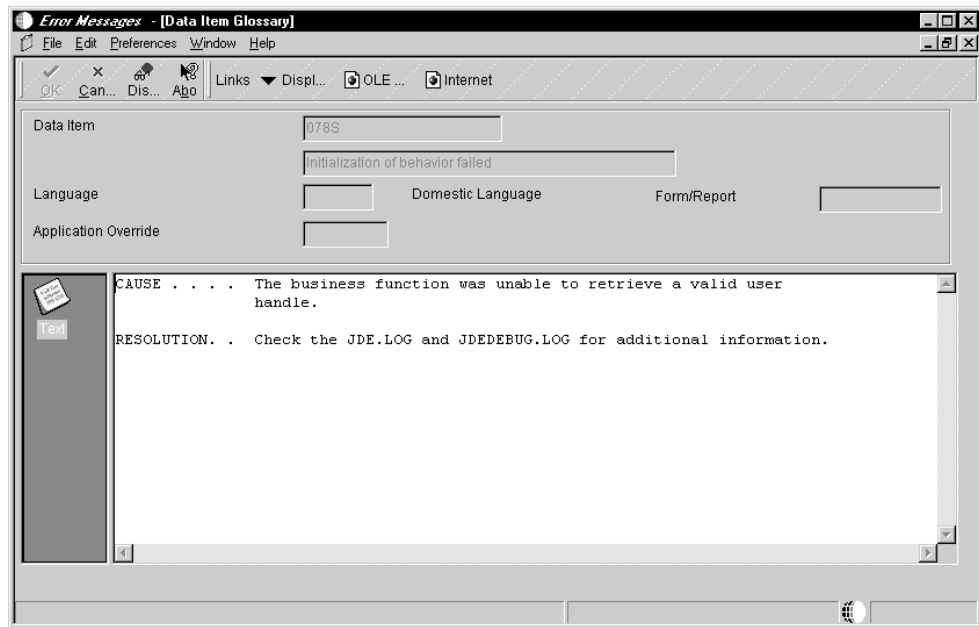 Error Messages - [Data Item Glossary]
File Edit Preferences Window Help
OK Can... Dis... Abo Links Displ... OLE ... Internet
Data Item 078S
Initialization of behavior failed
Language Domestic Language Form/Report
Application Override
Text
CAUSE . . . . The business function was unable to retrieve a valid user
handle.
RESOLUTION. . Check the JDE.LOG and JDEDEBUG.LOG for additional information.